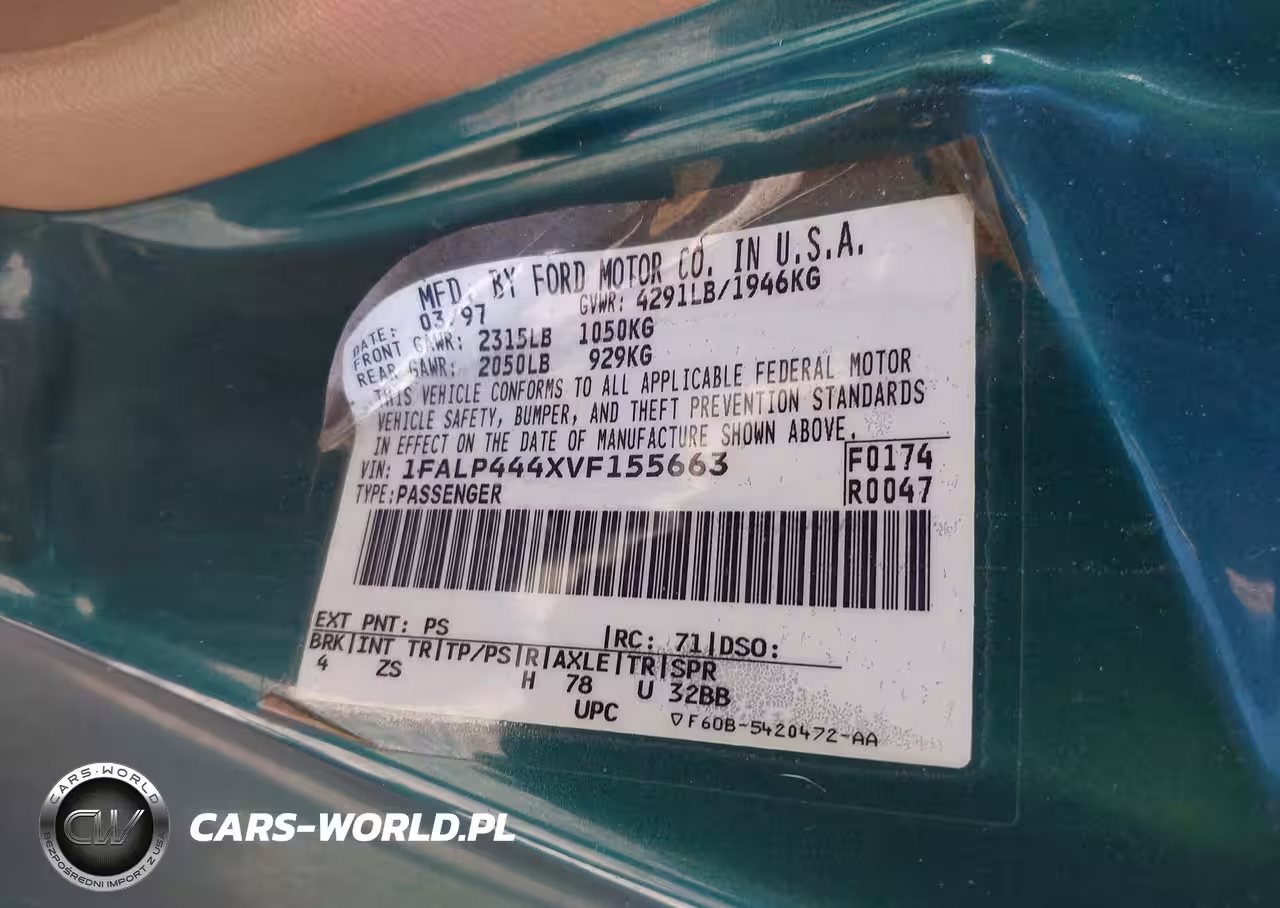 MFD. BY FORD MOTOR CO. IN U.S.A.
DATE: 03/97 GVWR: 4291LB/1946KG
FRONT GAWR: 2315LB 1050KG
REAR GAWR: 2050LB 929KG
THIS VEHICLE CONFORMS TO ALL APPLICABLE FEDERAL MOTOR
VEHICLE SAFETY, BUMPER, AND THEFT PREVENTION STANDARDS
IN EFFECT ON THE DATE OF MANUFACTURE SHOWN ABOVE.
VIN: 1FALP444XVF155663 F0174
TYPE: PASSENGER R0047
EXT PNT: PS |RC: 71|DSO:
BRK|INT TR|TP/PS|R|AXLE|TR|SPR
4 ZS H 78 U 32BB
UPC ▽F60B-5420472-AA
CARS-WORLD
CW
BEZPOŚREDNI IMPORT Z USA
CARS-WORLD.PL